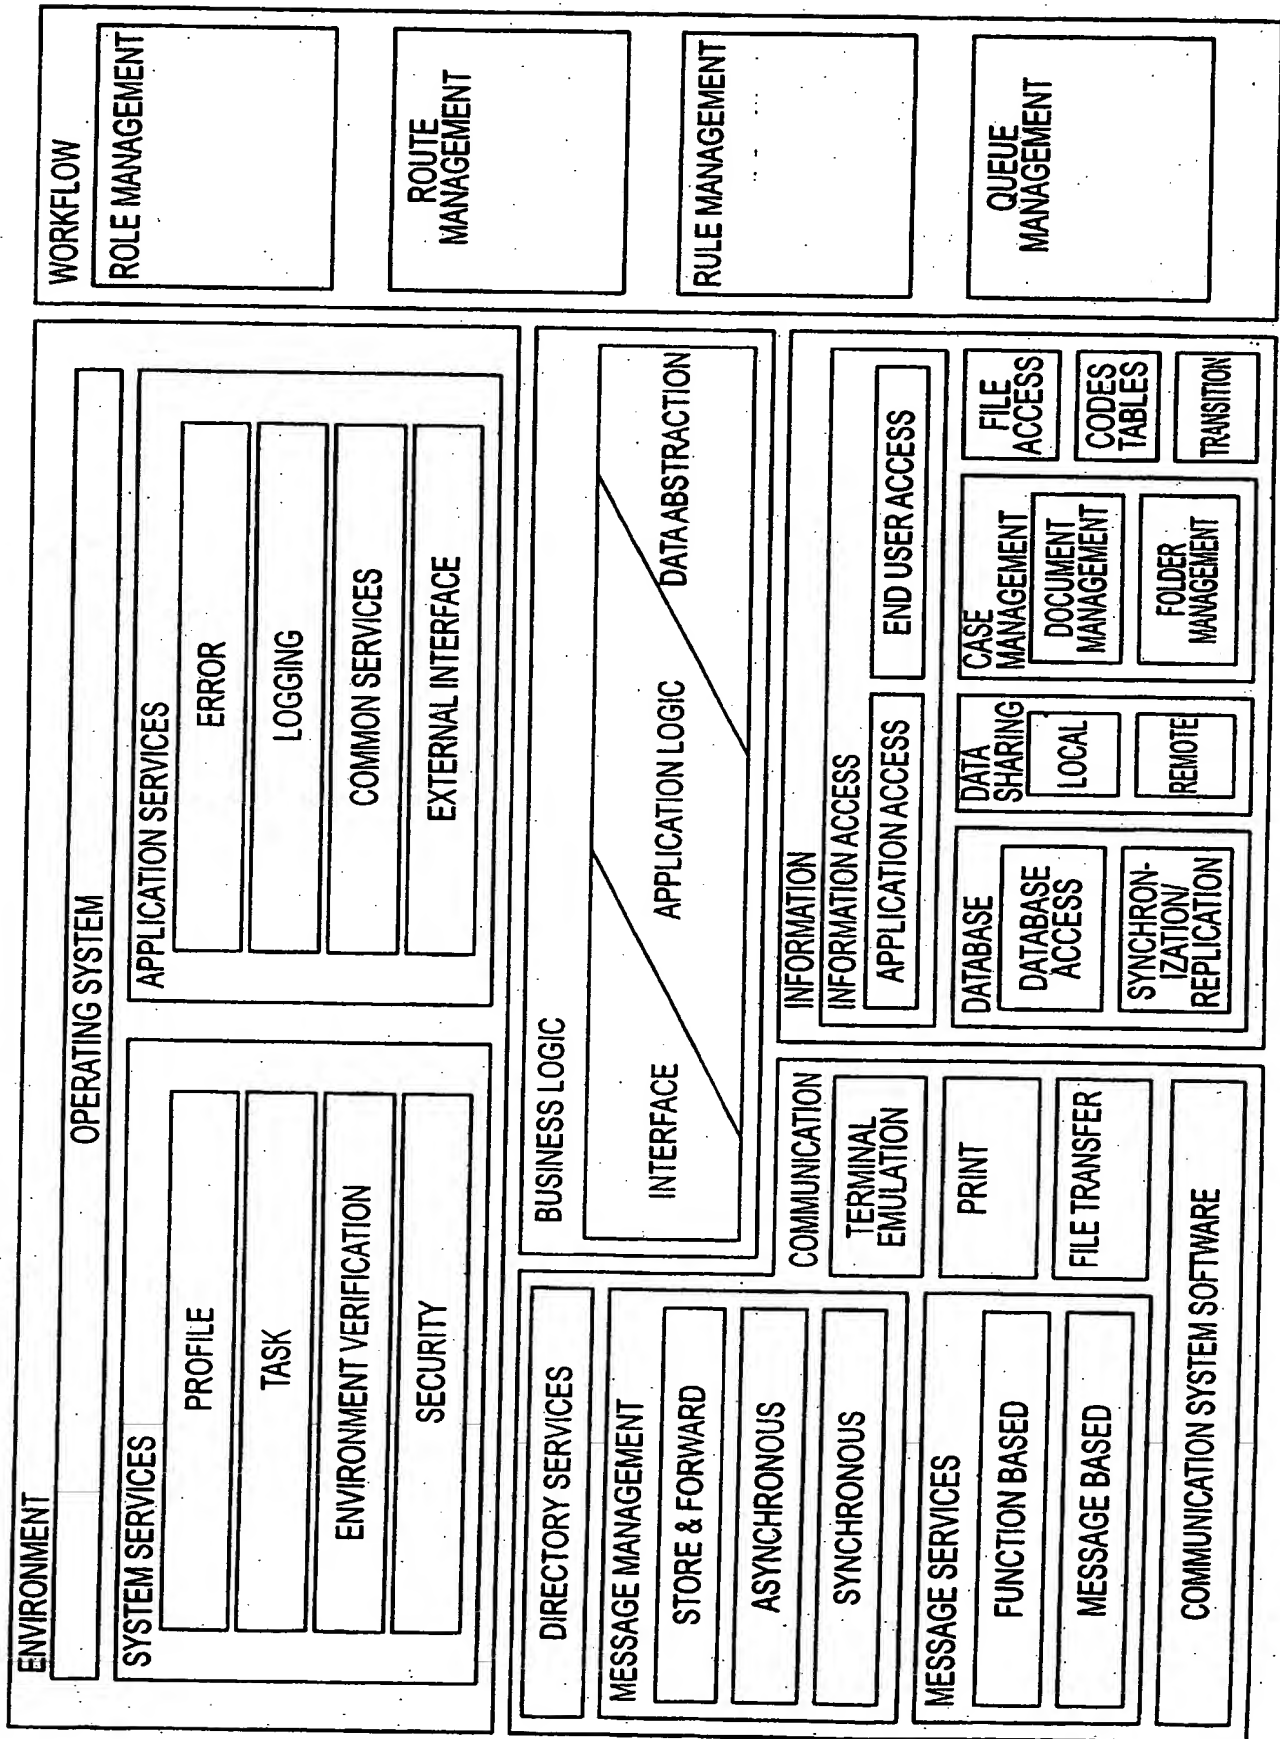 ENVIRONMENT
OPERATING SYSTEM
SYSTEM SERVICES
PROFILE
TASK
ENVIRONMENT VERIFICATION
SECURITY
APPLICATION SERVICES
ERROR
LOGGING
COMMON SERVICES
EXTERNAL INTERFACE
WORKFLOW
ROLE MANAGEMENT
ROUTE
MANAGEMENT
RULE MANAGEMENT
QUEUE
MANAGEMENT
BUSINESS LOGIC
INTERFACE
APPLICATION LOGIC
DATA ABSTRACTION
DIRECTORY SERVICES
MESSAGE MANAGEMENT
STORE & FORWARD
ASYNCHRONOUS
SYNCHRONOUS
MESSAGE SERVICES
FUNCTION BASED
MESSAGE BASED
COMMUNICATION
TERMINAL
EMULATION
PRINT
FILE TRANSFER
COMMUNICATION SYSTEM SOFTWARE
INFORMATION
INFORMATION ACCESS
APPLICATION ACCESS
END USER ACCESS
DATABASE
DATABASE
ACCESS
SYNCHRON-
IZATION/
REPLICATION
DATA
SHARING
LOCAL
REMOTE
CASE
MANAGEMENT
DOCUMENT
MANAGEMENT
FOLDER
MANAGEMENT
FILE
ACCESS
CODES
TABLES
TRANSITION